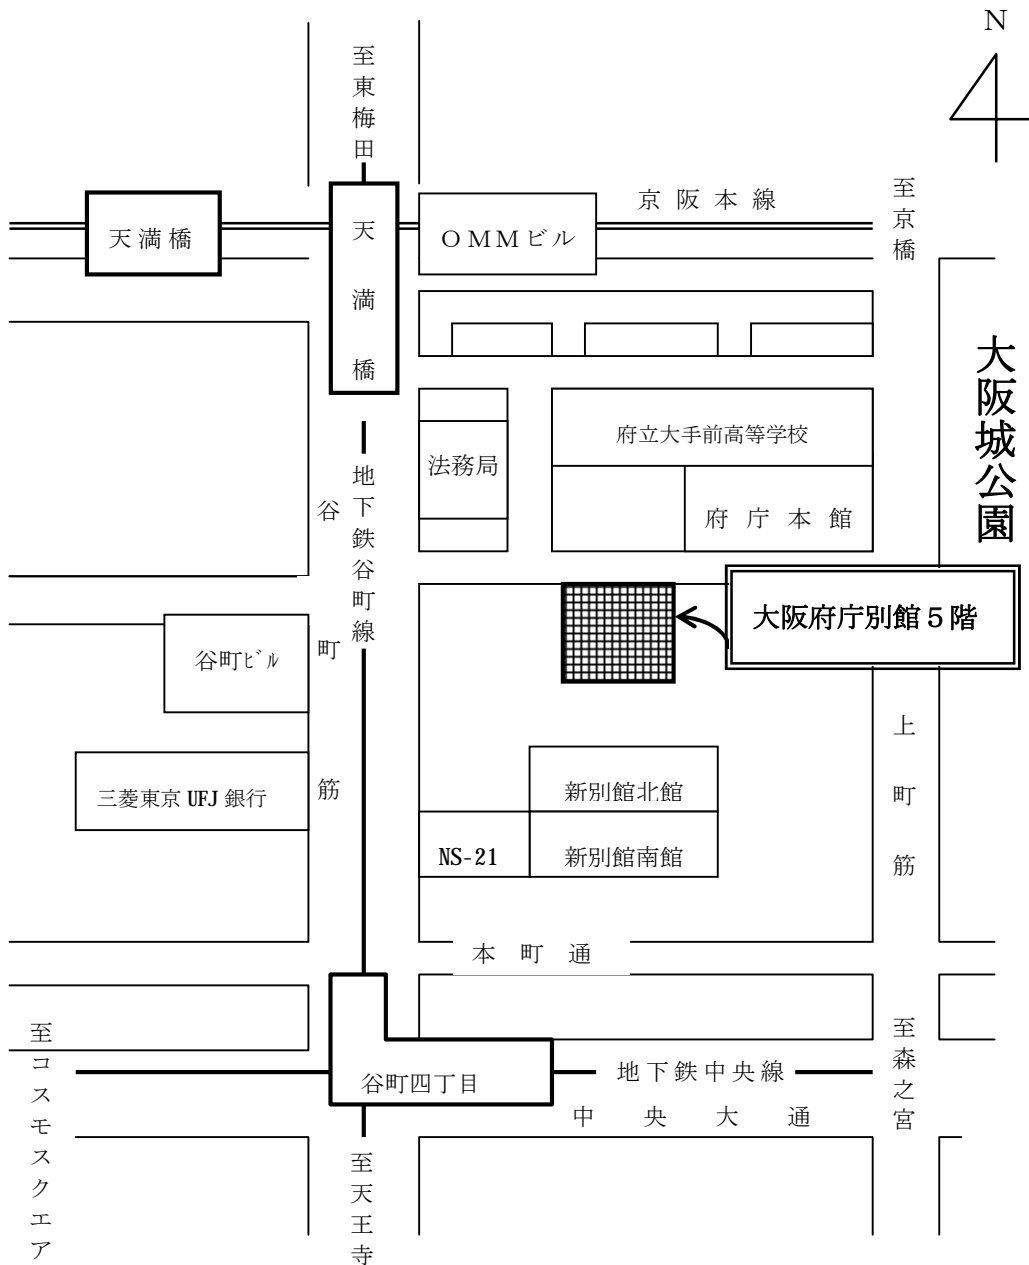 N
至東梅田
京阪本線
至京橋
天満橋
天満橋
OMMビル
大阪城公園
府立大手前高等学校
法務局
府庁本館
地下鉄谷町線
谷町筋
大阪府庁別館5階
谷町ビル
上町筋
三菱東京UFJ銀行
新別館北館
NS-21
新別館南館
本町通
至コスモスクエア
至森之宮
谷町四丁目
地下鉄中央線
中央大通
至天王寺